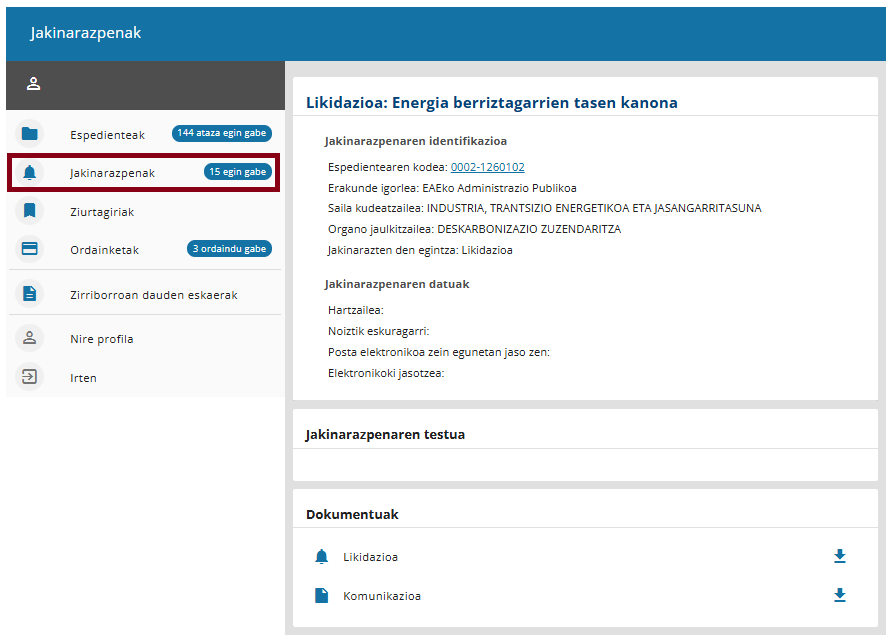 Jakinarazpenak
Espedienteak 144 ataza egin gabe
Jakinarazpenak 15 egin gabe
Ziurtagiriak
Ordainketak 3 ordaindu gabe
Zirriborroan dauden eskaerak
Nire profila
Irten
Likidazioa: Energia berriztagarrien tasen kanona
Jakinarazpenaren identifikazioa
Espedientearen kodea: 0002-1260102
Erakunde igorlea: EAEko Administrazio Publikoa
Saila kudeatzailea: INDUSTRIA, TRANTSIZIO ENERGETIKOA ETA JASANGARRITASUNA
Organo jaulkitzailea: DESKARBONIZAZIO ZUZENDARITZA
Jakinarazten den egintza: Likidazioa
Jakinarazpenaren datuak
Hartzailea:
Noiztik eskuragarri:
Posta elektronikoa zein egunetan jaso zen:
Elektronikoki jasotzea:
Jakinarazpenaren testua
Dokumentuak
Likidazioa
Komunikazioa